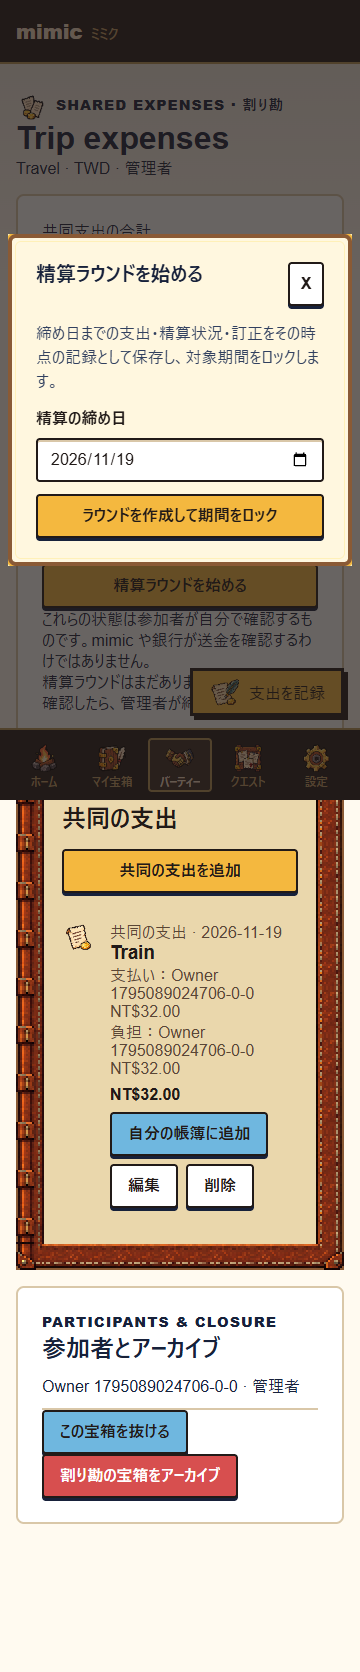 mimic ミミク
SHARED EXPENSES · 割り勘
Trip expenses
Travel · TWD · 管理者
共同支出の合計
精算ラウンドを始める
X
締め日までの支出・精算状況・訂正をその時
点の記録として保存し、対象期間をロックしま
す。
精算の締め日
2026/11/19
ラウンドを作成して期間をロック
精算ラウンドを始める
これらの状態は参加者が自分で確認するも
のです。mimic や銀行が送金を確認するわ
けではありません。
精算ラウンドはまだありま
確認したら、管理者が締
支出を記録
ホーム
マイ宝箱
パーティー
クエスト
設定
共同の支出
共同の支出を追加
共同の支出 · 2026-11-19
Train
支払い：Owner
1795089024706-0-0
NT$32.00
負担：Owner
1795089024706-0-0
NT$32.00
NT$32.00
自分の帳簿に追加
編集
削除
PARTICIPANTS & CLOSURE
参加者とアーカイブ
Owner 1795089024706-0-0 · 管理者
この宝箱を抜ける
割り勘の宝箱をアーカイブ